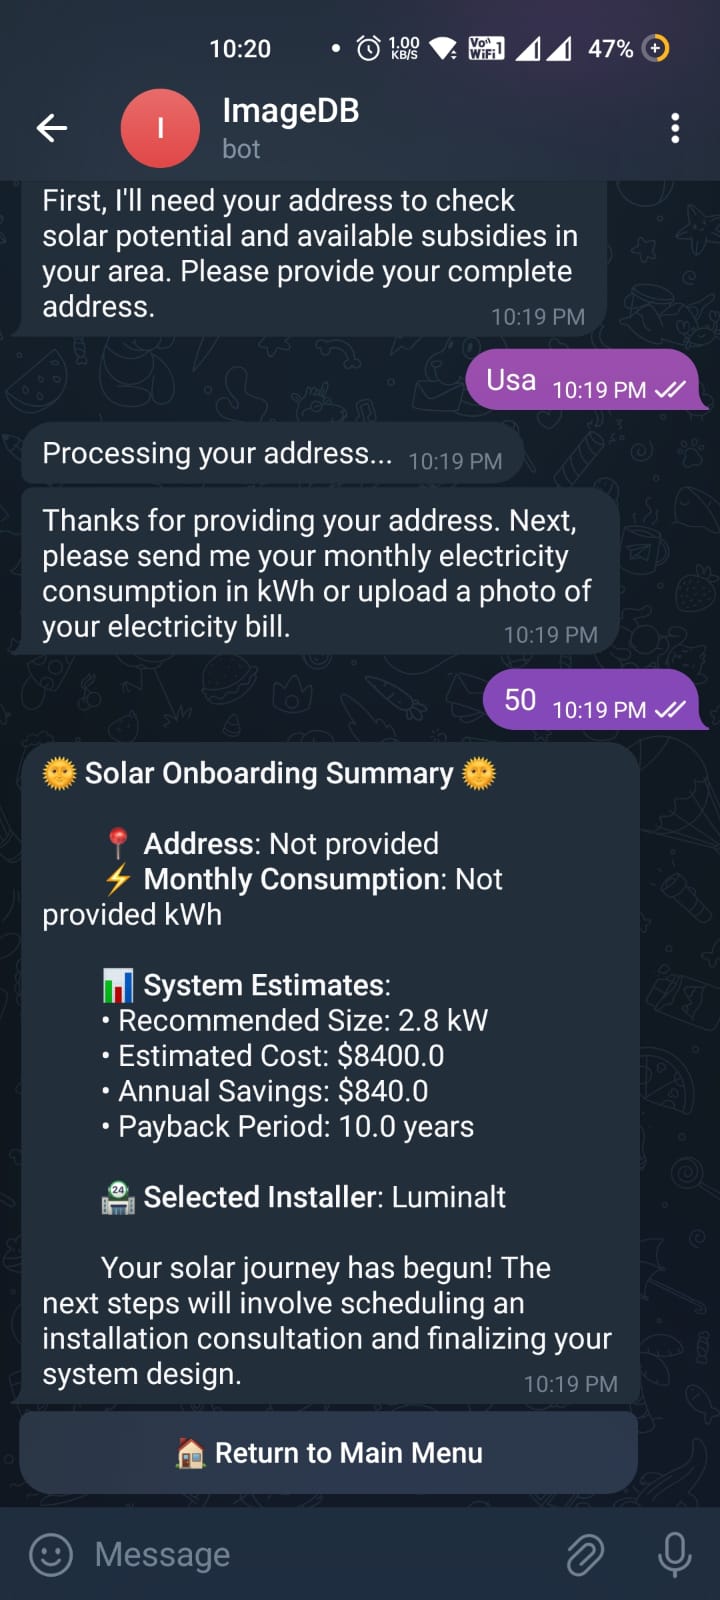 10:20
1.00 KB/S
Vo WiFi 1
47%
I
ImageDB
bot
First, I'll need your address to check
solar potential and available subsidies in
your area. Please provide your complete
address.
10:19 PM
Usa 10:19 PM
Processing your address... 10:19 PM
Thanks for providing your address. Next,
please send me your monthly electricity
consumption in kWh or upload a photo of
your electricity bill.
10:19 PM
50 10:19 PM
🌞 Solar Onboarding Summary 🌞
📍 Address: Not provided
⚡ Monthly Consumption: Not
provided kWh
📊 System Estimates:
• Recommended Size: 2.8 kW
• Estimated Cost: $8400.0
• Annual Savings: $840.0
• Payback Period: 10.0 years
🏪 Selected Installer: Luminalt
Your solar journey has begun! The
next steps will involve scheduling an
installation consultation and finalizing your
system design.
10:19 PM
🏠 Return to Main Menu
Message